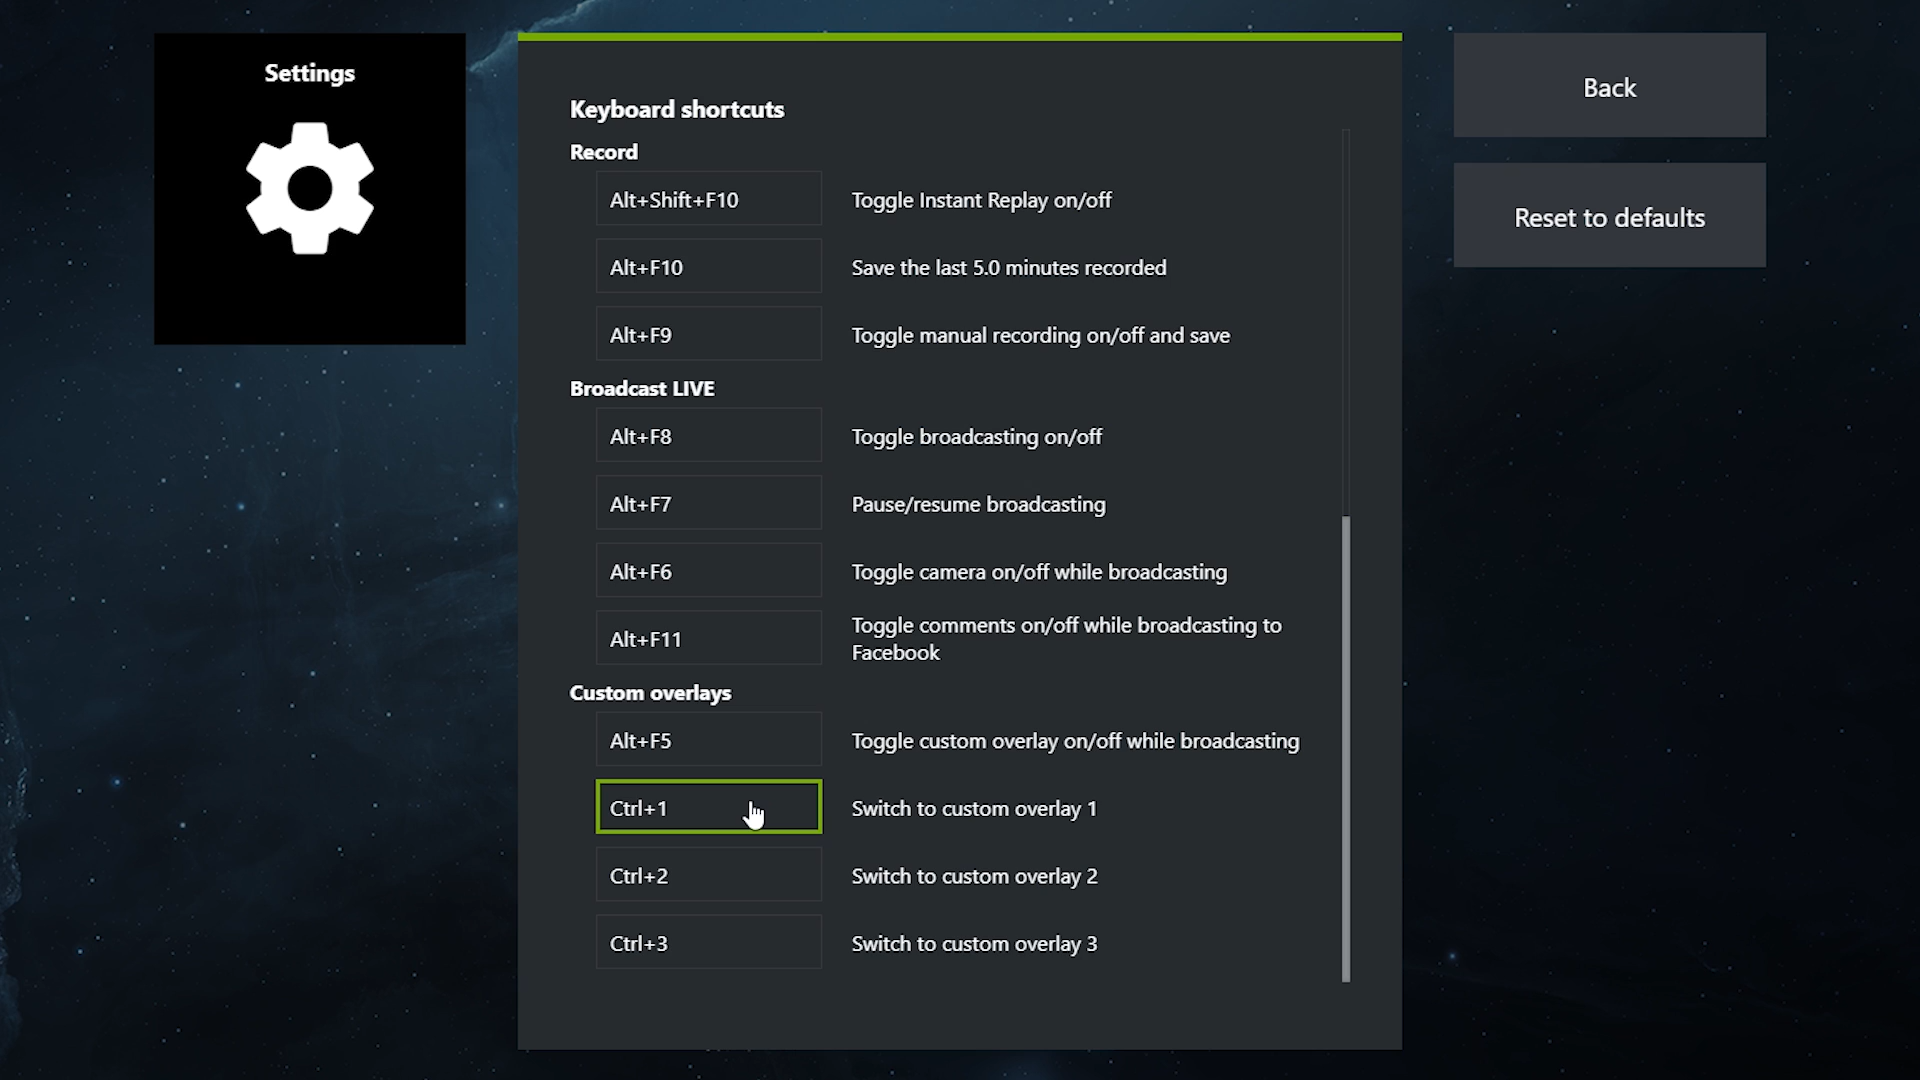 Settings
Keyboard shortcuts
Record
Alt+Shift+F10 Toggle Instant Replay on/off
Alt+F10 Save the last 5.0 minutes recorded
Alt+F9 Toggle manual recording on/off and save
Broadcast LIVE
Alt+F8 Toggle broadcasting on/off
Alt+F7 Pause/resume broadcasting
Alt+F6 Toggle camera on/off while broadcasting
Alt+F11 Toggle comments on/off while broadcasting to
Facebook
Custom overlays
Alt+F5 Toggle custom overlay on/off while broadcasting
Ctrl+1 Switch to custom overlay 1
Ctrl+2 Switch to custom overlay 2
Ctrl+3 Switch to custom overlay 3
Back
Reset to defaults